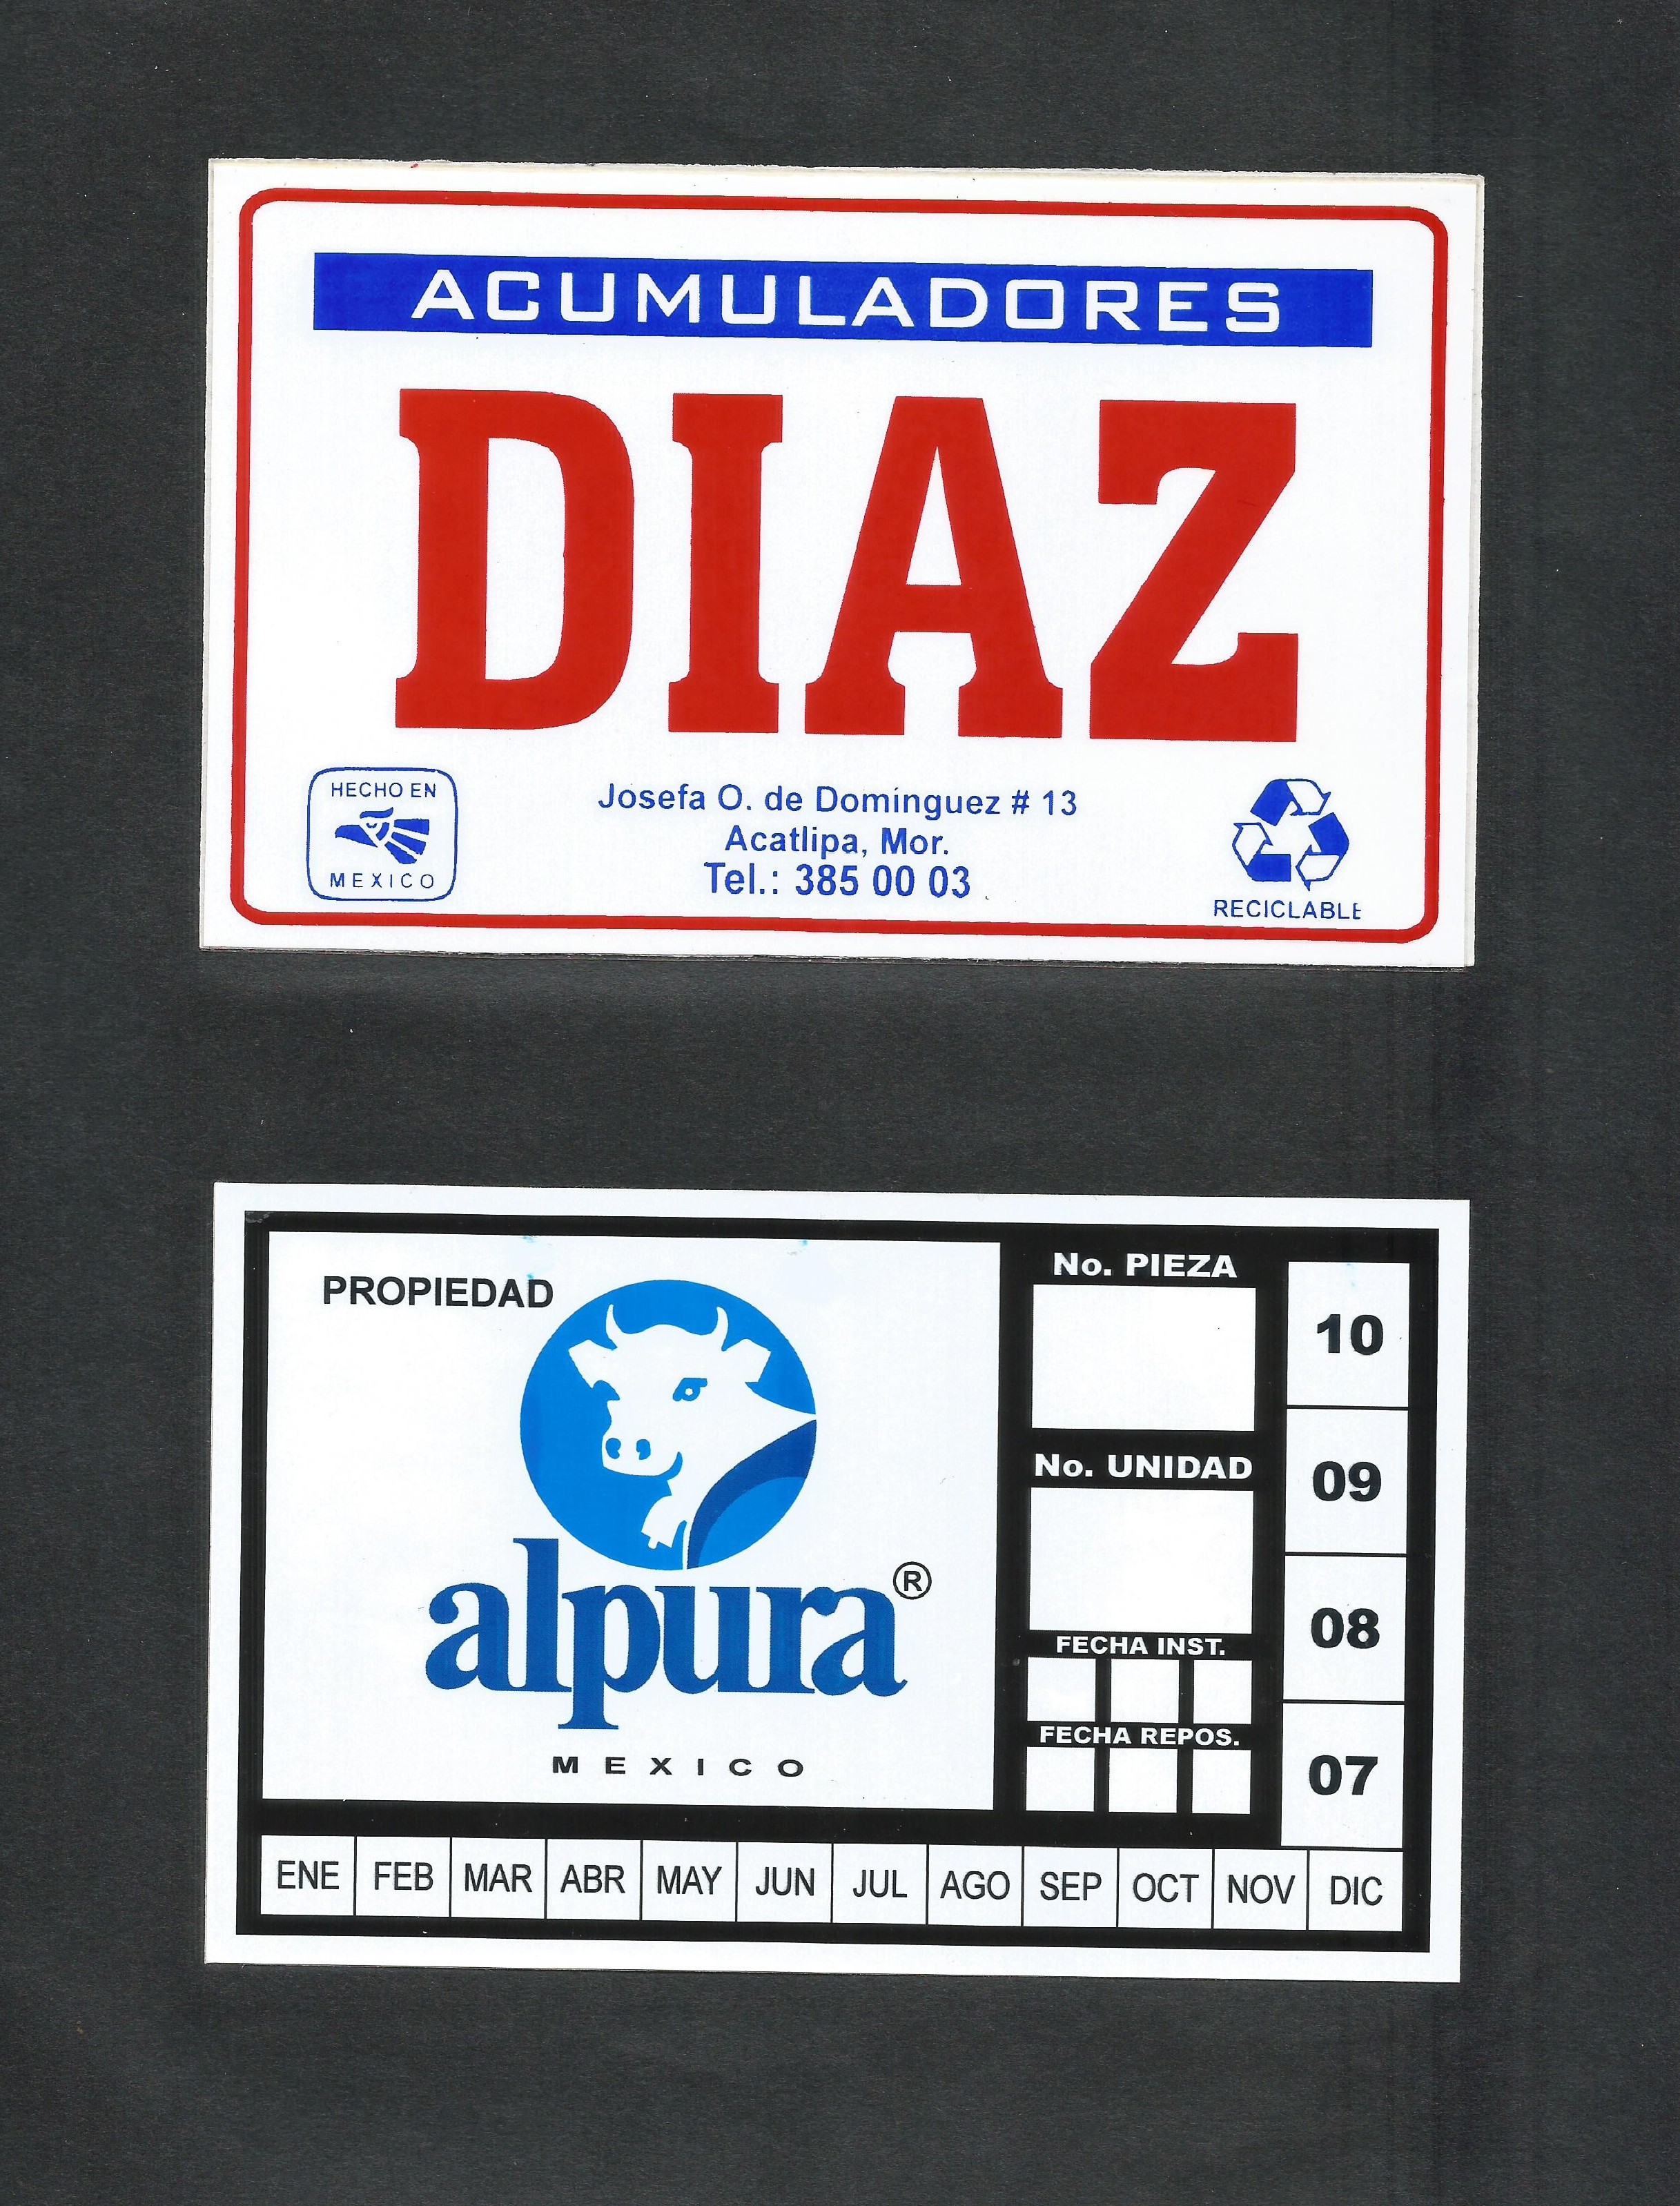 ACUMULADORES
DIAZ
HECHO EN
MEXICO
Josefa O. de Domínguez # 13
Acatlipa, Mor.
Tel.: 385 00 03
RECICLABLE
PROPIEDAD
alpura®
MEXICO
No. PIEZA
No. UNIDAD
FECHA INST.
FECHA REPOS.
10
09
08
07
ENE FEB MAR ABR MAY JUN JUL AGO SEP OCT NOV DIC